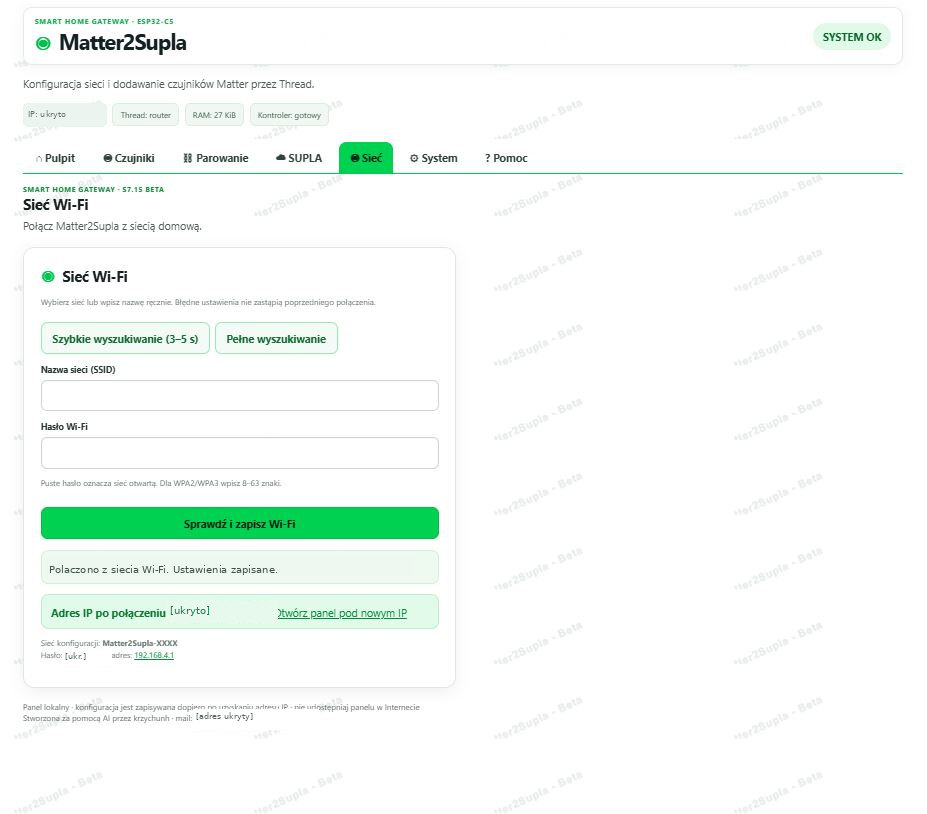 SMART HOME GATEWAY · ESP32-C5
Matter2Supla
SYSTEM OK
Konfiguracja sieci i dodawanie czujników Matter przez Thread.
IP: ukryto
Thread: router
RAM: 27 KiB
Kontroler: gotowy
Pulpit
Czujniki
Parowanie
SUPLA
Sieć
System
? Pomoc
SMART HOME GATEWAY · S7.15 BETA
Sieć Wi-Fi
Połącz Matter2Supla z siecią domową.
Sieć Wi-Fi
Wybierz sieć lub wpisz nazwę ręcznie. Błędne ustawienia nie zastąpią poprzedniego połączenia.
Szybkie wyszukiwanie (3–5 s)
Pełne wyszukiwanie
Nazwa sieci (SSID)
Hasło Wi-Fi
Puste hasło oznacza sieć otwartą. Dla WPA2/WPA3 wpisz 8–63 znaki.
Sprawdź i zapisz Wi-Fi
Polaczono z siecia Wi-Fi. Ustawienia zapisane.
Adres IP po połączeniu [ukryto] Otwórz panel pod nowym IP
Sieć konfiguracji: Matter2Supla-XXXX
Hasło: [ukr.] adres: 192.168.4.1
Panel lokalny · konfiguracja jest zapisywana dopiero po uzyskaniu adresu IP · nie udostępniaj panelu w Internecie
Stworzona za pomocą AI przez krzychunh · mail: [adres ukryty]